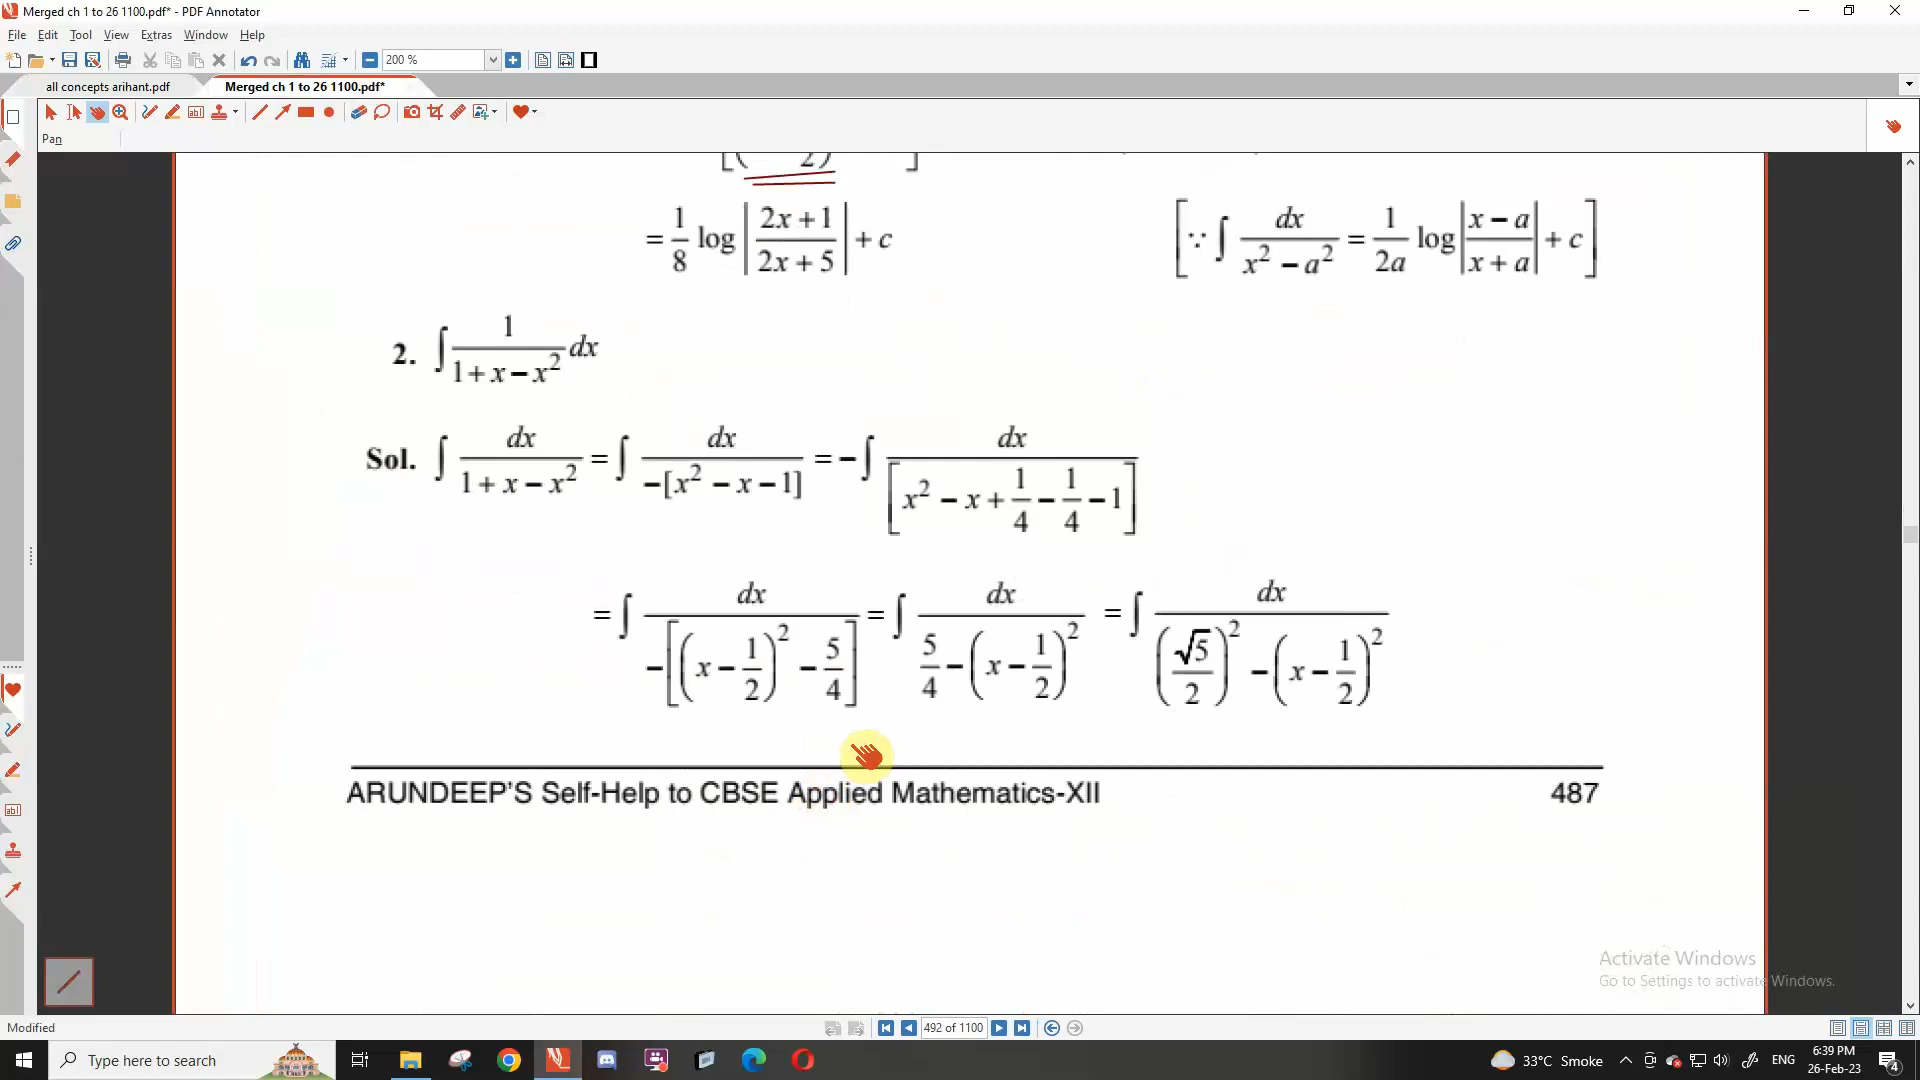 Merged ch 1 to 26 1100.pdf* - PDF Annotator
File Edit Tool View Extras Window Help
200 %
all concepts arihant.pdf Merged ch 1 to 26 1100.pdf*
Pan
= 1/8 log |(2x + 1)/(2x + 5)| + c [∵ ∫ dx/(x² − a²) = 1/2a log |(x − a)/(x + a)| + c]
2. ∫ 1/(1 + x − x²) dx
Sol. ∫ dx/(1 + x − x²) = ∫ dx/(−[x² − x − 1]) = −∫ dx/[x² − x + 1/4 − 1/4 − 1]
= ∫ dx/(−[(x − 1/2)² − 5/4]) = ∫ dx/(5/4 − (x − 1/2)²) = ∫ dx/((√5/2)² − (x − 1/2)²)
ARUNDEEP'S Self-Help to CBSE Applied Mathematics-XII 487
Activate Windows
Go to Settings to activate Windows.
Modified 492 of 1100
Type here to search 33°C Smoke ENG 6:39 PM
26-Feb-23 4